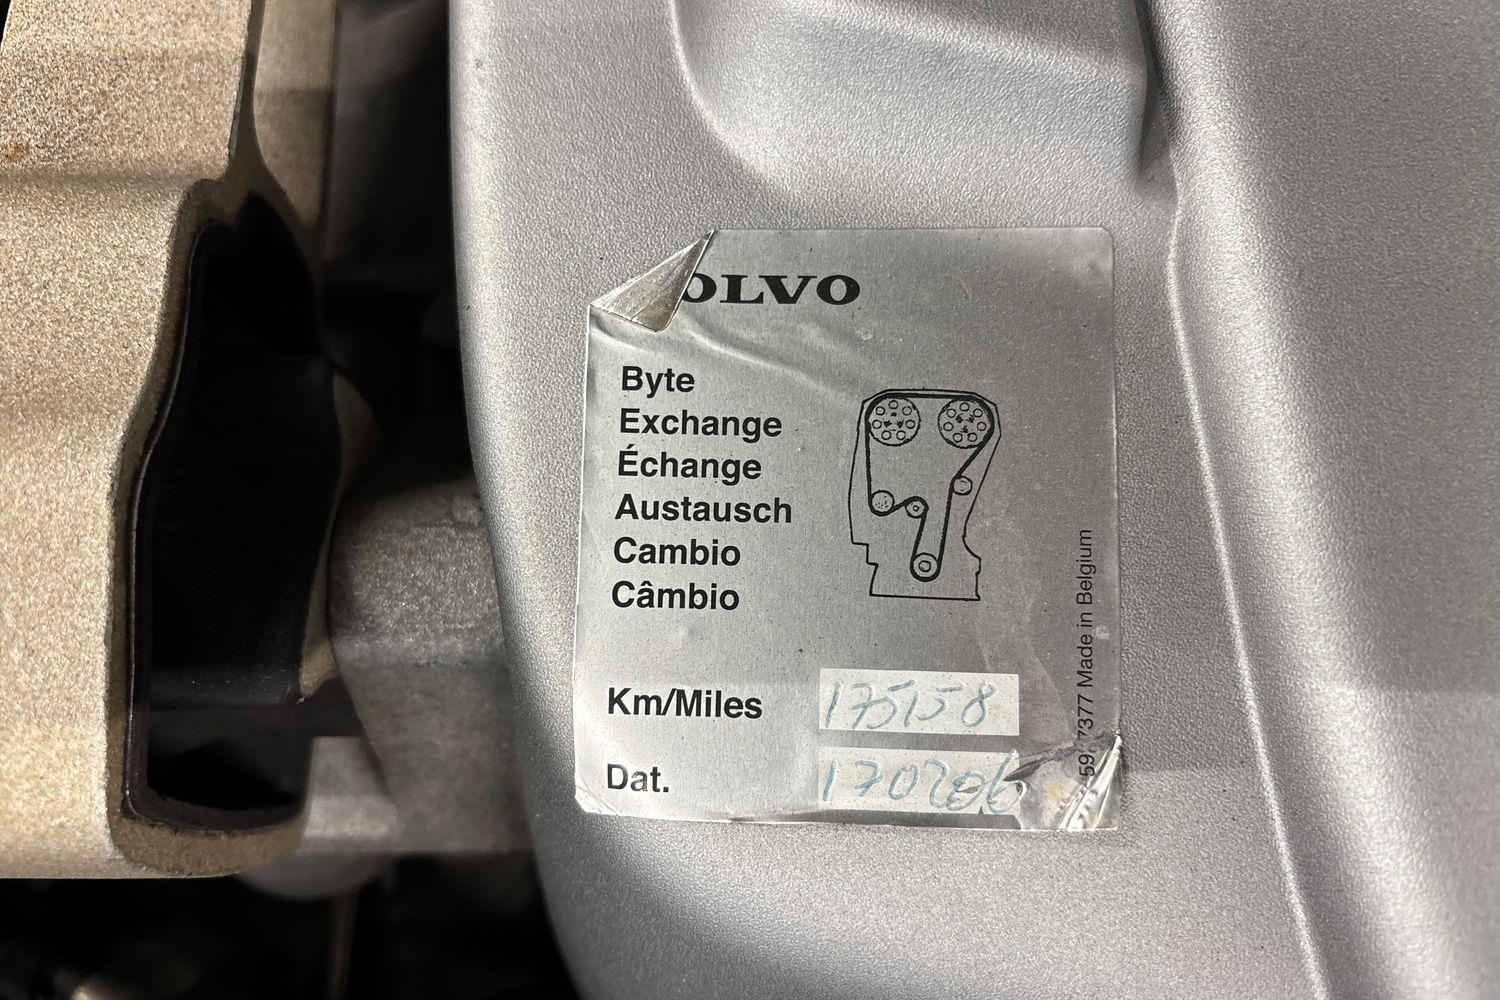 OLVO
Byte
Exchange
Échange
Austausch
Cambio
Câmbio
Km/Miles 175158
Dat. 170206
Made in Belgium